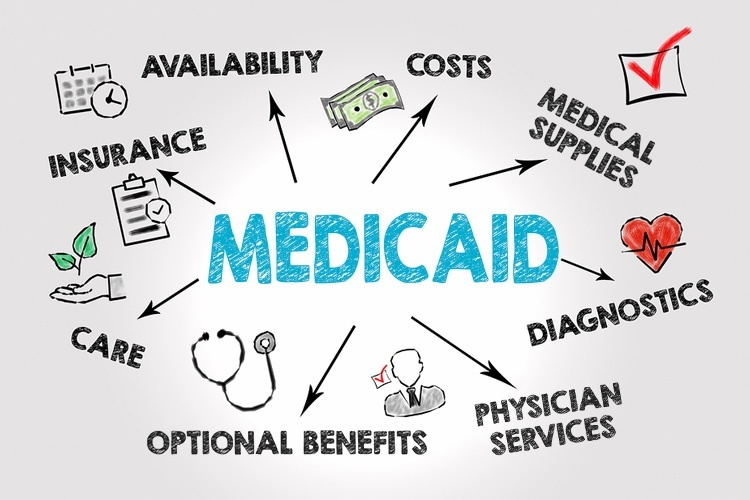 AVAILABILITY
COSTS
MEDICAL
SUPPLIES
INSURANCE
MEDICAID
DIAGNOSTICS
CARE
PHYSICIAN
SERVICES
OPTIONAL BENEFITS